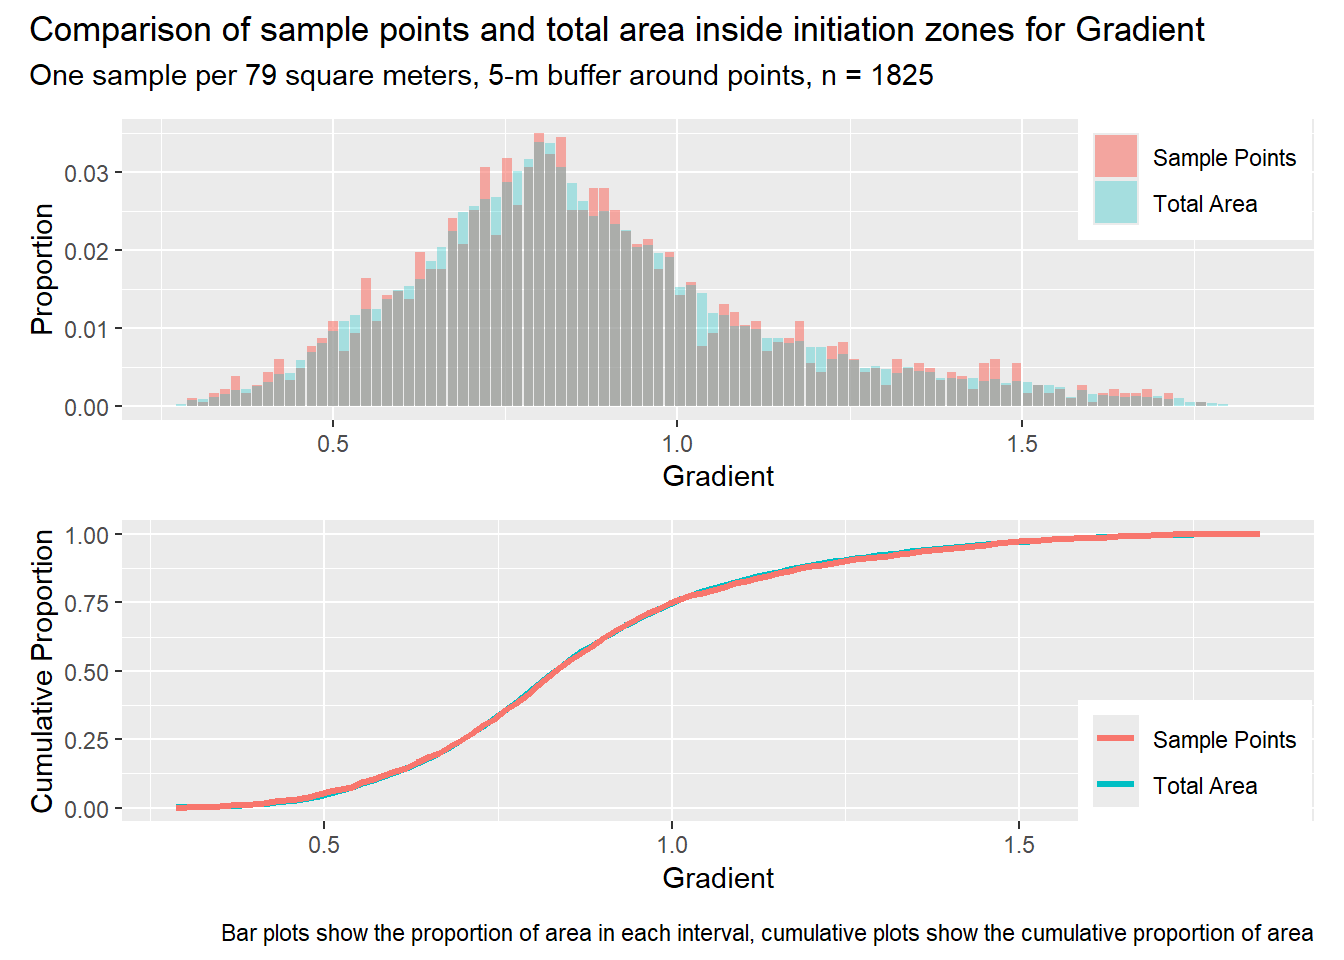 Comparison of sample points and total area inside initiation zones for Gradient
One sample per 79 square meters, 5-m buffer around points, n = 1825
Proportion
0.03
0.02
0.01
0.00
Sample Points
Total Area
0.5
1.0
1.5
Gradient
Cumulative Proportion
1.00
0.75
0.50
0.25
0.00
Sample Points
Total Area
0.5
1.0
1.5
Gradient
Bar plots show the proportion of area in each interval, cumulative plots show the cumulative proportion of area